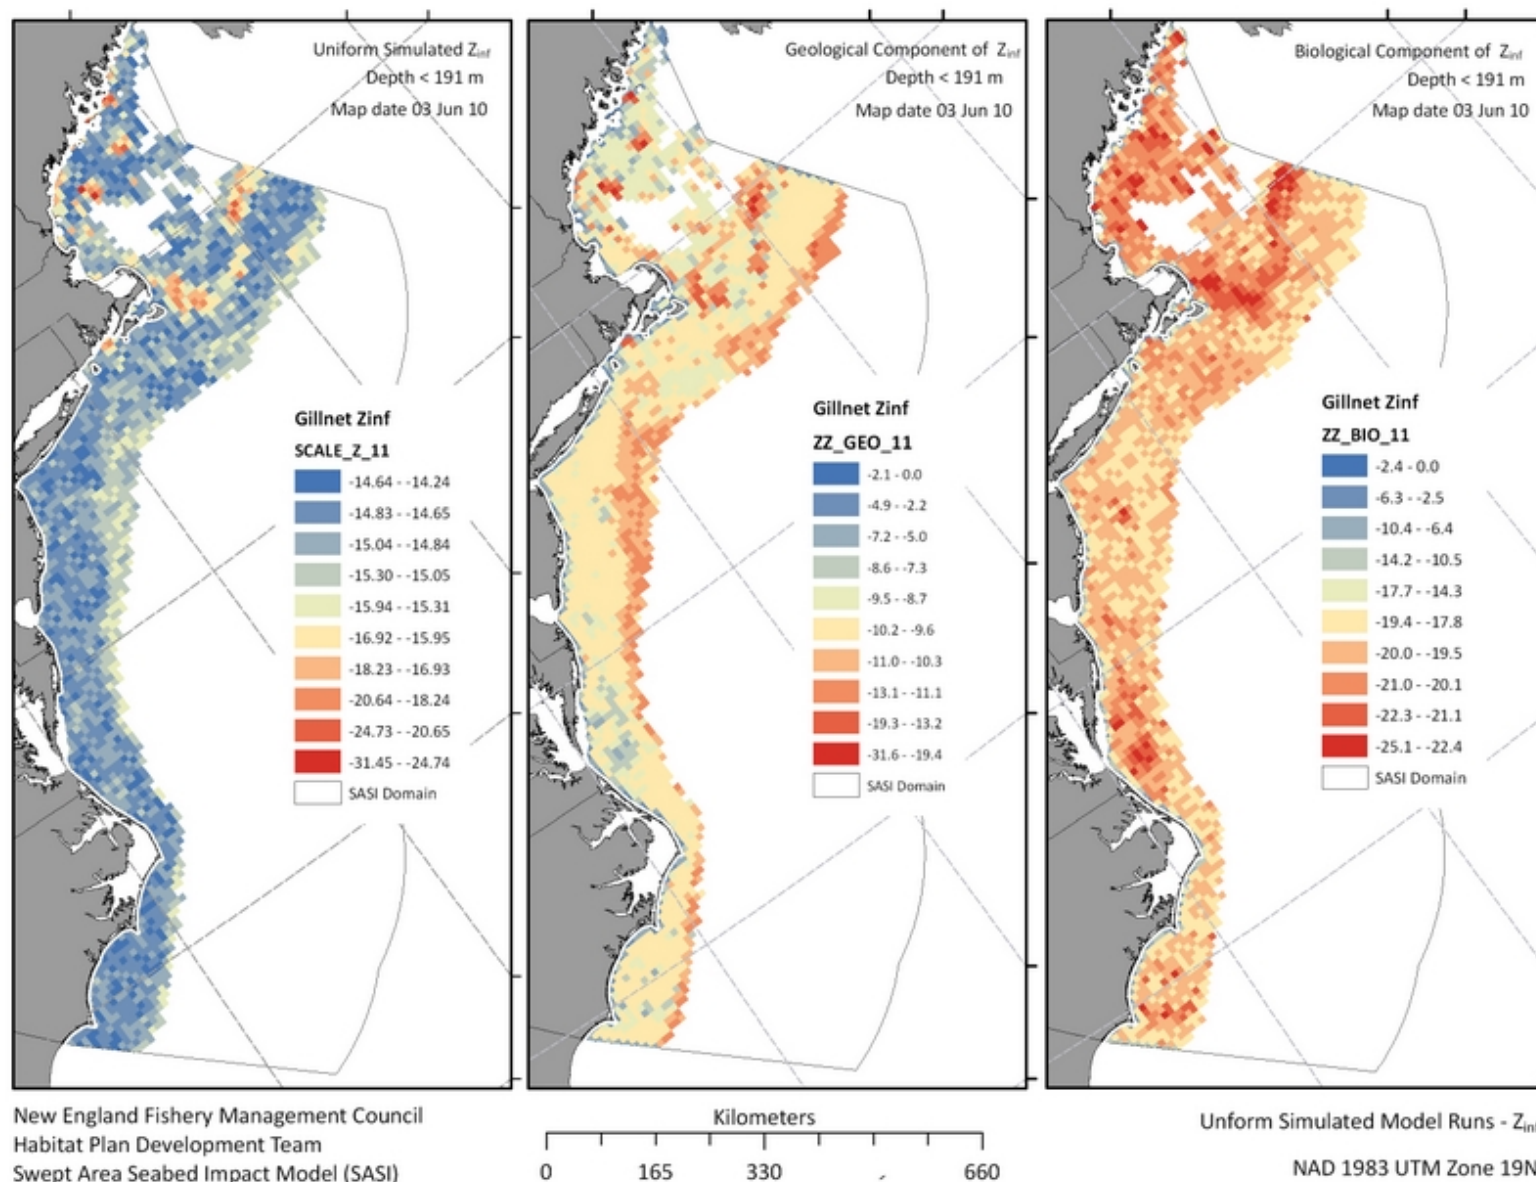 Uniform Simulated Zinf
Depth < 191 m
Map date 03 Jun 10
Gillnet Zinf
SCALE_Z_11
-14.64 - -14.24
-14.83 - -14.65
-15.04 - -14.84
-15.30 - -15.05
-15.94 - -15.31
-16.92 - -15.95
-18.23 - -16.93
-20.64 - -18.24
-24.73 - -20.65
-31.45 - -24.74
SASI Domain
Geological Component of Zinf
Depth < 191 m
Map date 03 Jun 10
Gillnet Zinf
ZZ_GEO_11
-2.1 - 0.0
-4.9 - -2.2
-7.2 - -5.0
-8.6 - -7.3
-9.5 - -8.7
-10.2 - -9.6
-11.0 - -10.3
-13.1 - -11.1
-19.3 - -13.2
-31.6 - -19.4
SASI Domain
Biological Component of Zinf
Depth < 191 m
Map date 03 Jun 10
Gillnet Zinf
ZZ_BIO_11
-2.4 - 0.0
-6.3 - -2.5
-10.4 - -6.4
-14.2 - -10.5
-17.7 - -14.3
-19.4 - -17.8
-20.0 - -19.5
-21.0 - -20.1
-22.3 - -21.1
-25.1 - -22.4
SASI Domain
New England Fishery Management Council
Habitat Plan Development Team
Swept Area Seabed Impact Model (SASI)
Kilometers
0 165 330 660
Unform Simulated Model Runs - Zinf
NAD 1983 UTM Zone 19N